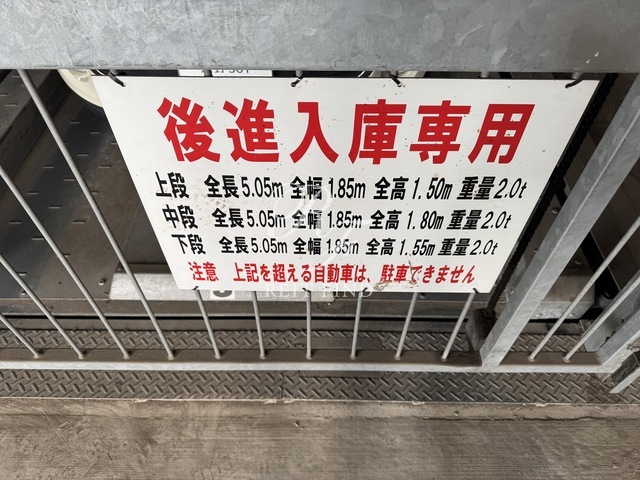 後進入庫専用
上段 全長5.05m 全幅1.85m 全高1.50m 重量2.0t
中段 全長5.05m 全幅1.85m 全高1.80m 重量2.0t
下段 全長5.05m 全幅1.85m 全高1.55m 重量2.0t
注意 上記を超える自動車は、駐車できません